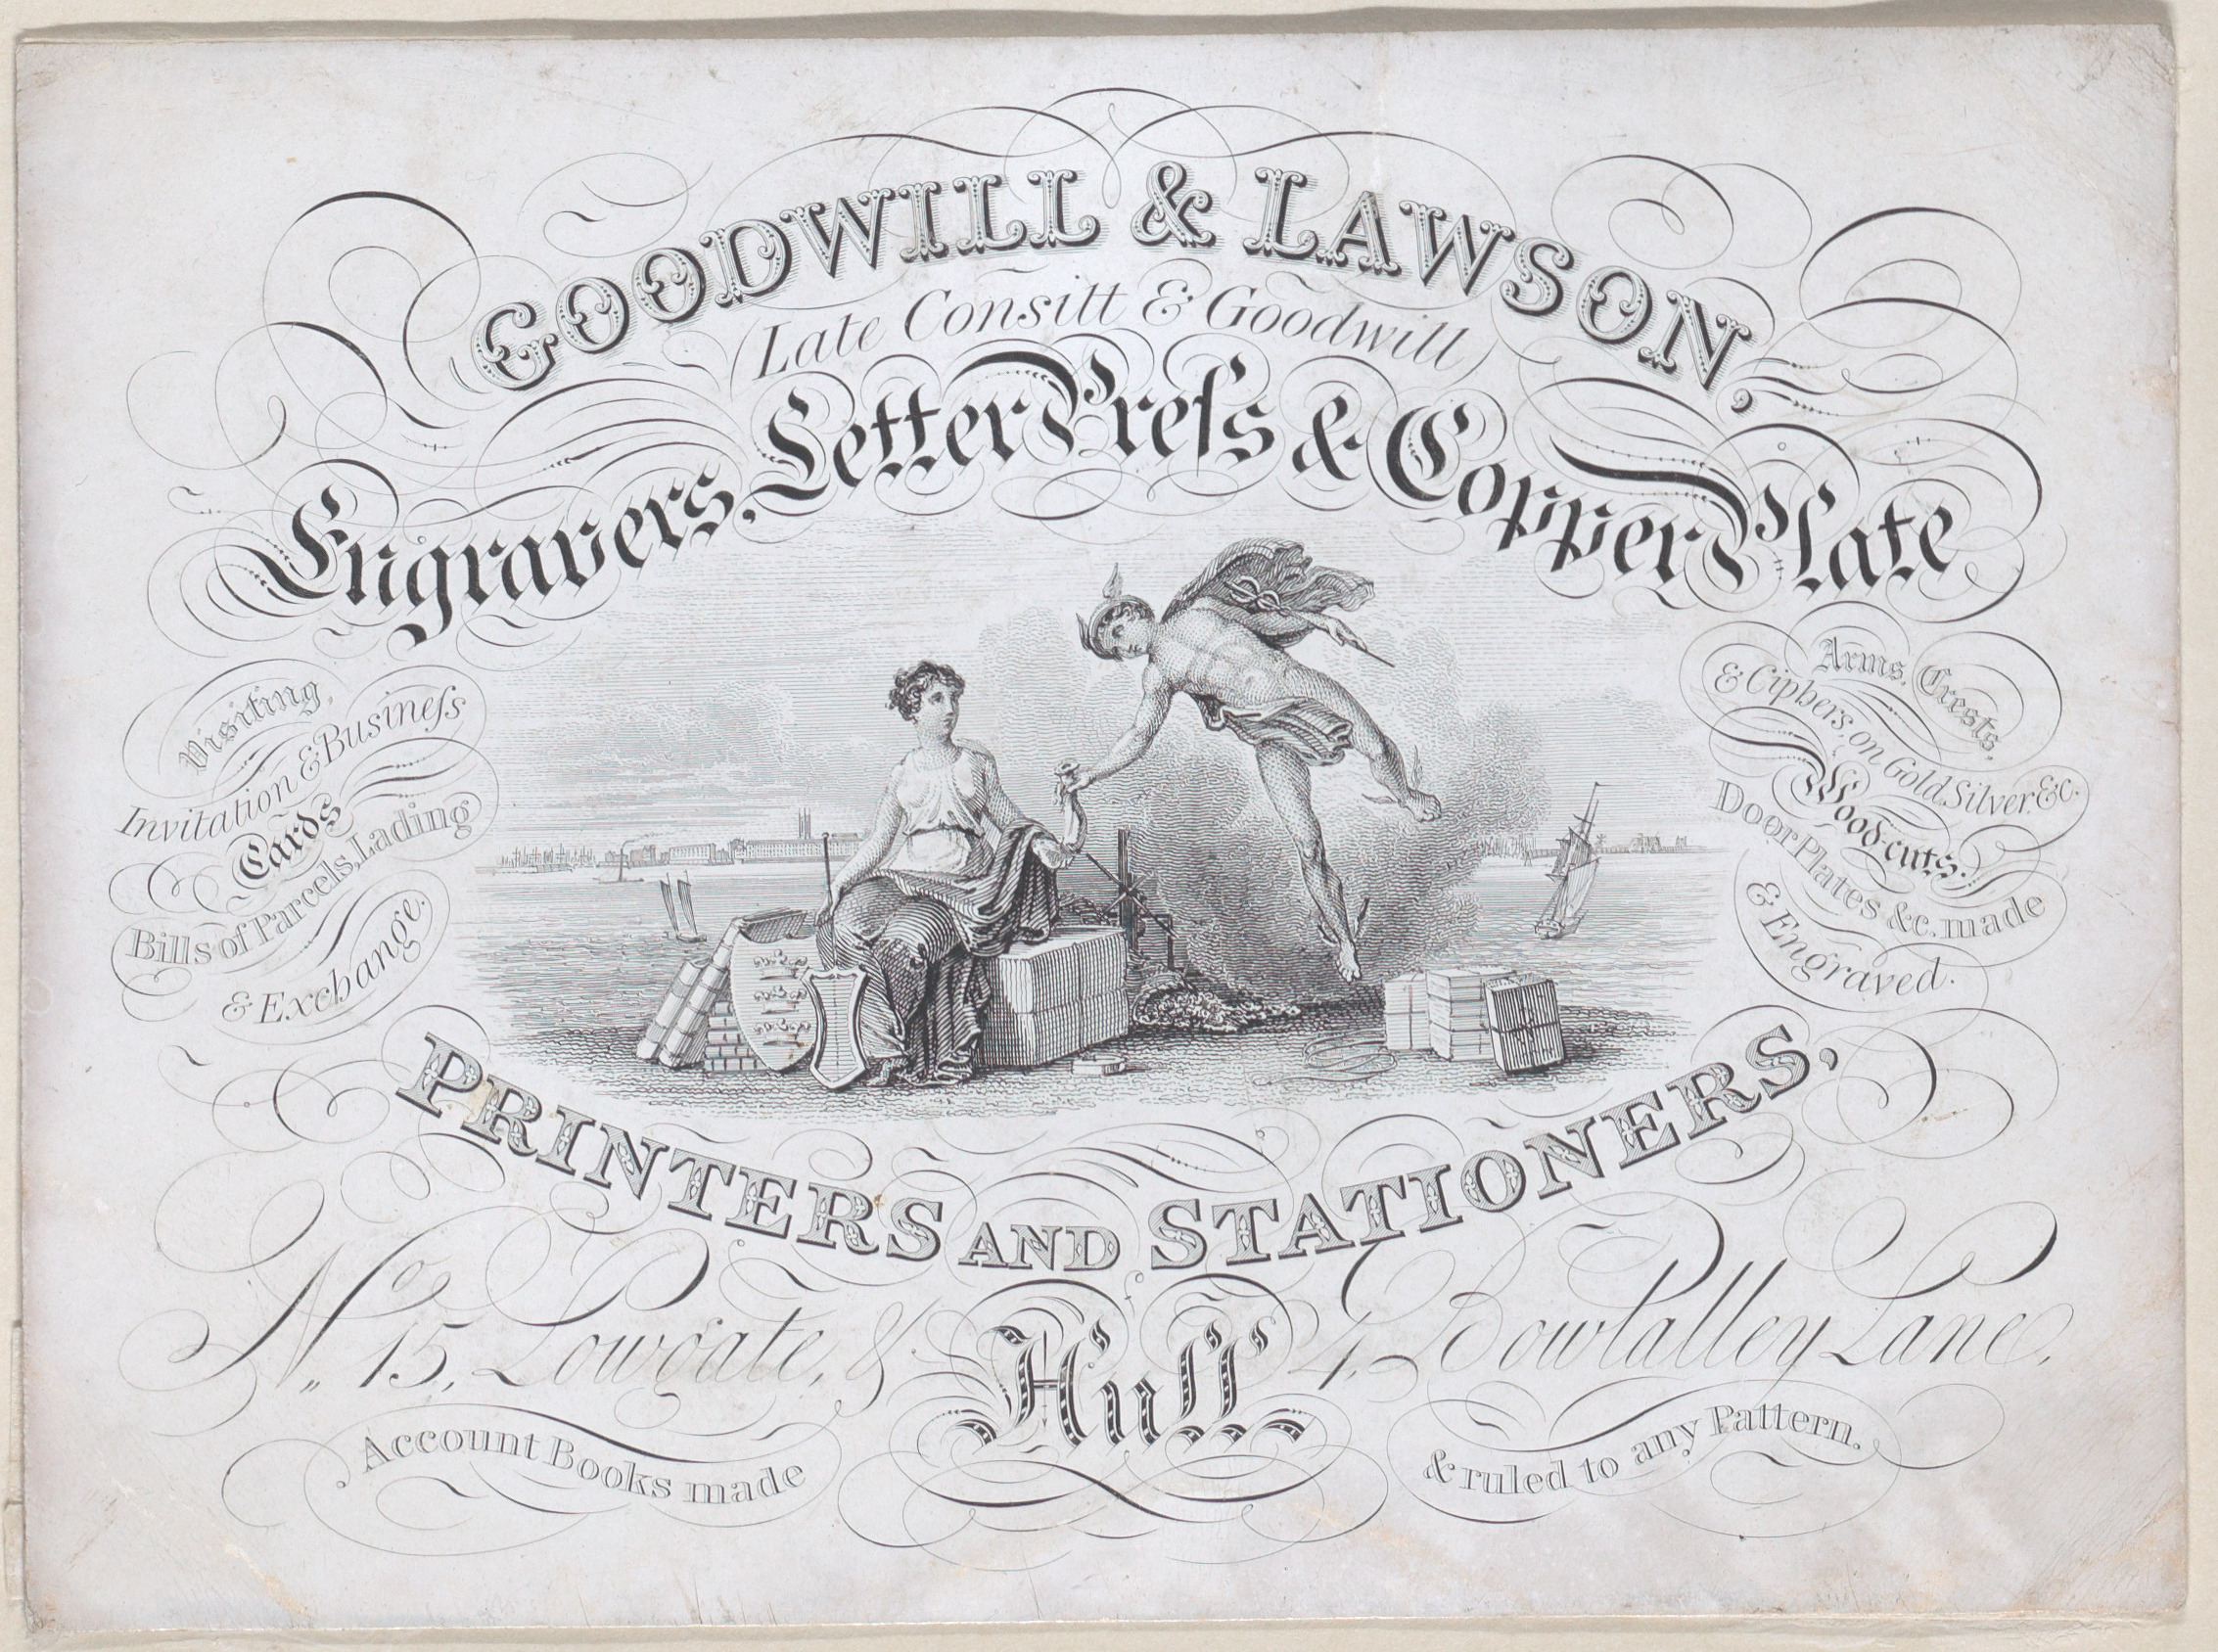 GOODWILL & LAWSON,
(Late Consitt & Goodwill)
Engravers, Letter Preſs & Copper Plate
Visiting,
Invitation & Buſineſs
Cards
Bills of Parcels, Lading
& Exchange.
Arms, Crests,
& Ciphers, on Gold Silver &c.
Wood-cuts.
Door Plates &c. made
& Engraved.
PRINTERS AND STATIONERS,
No. 15, Lowgate, & 4, Bowlalley Lane,
Hull
Account Books made
& ruled to any Pattern.